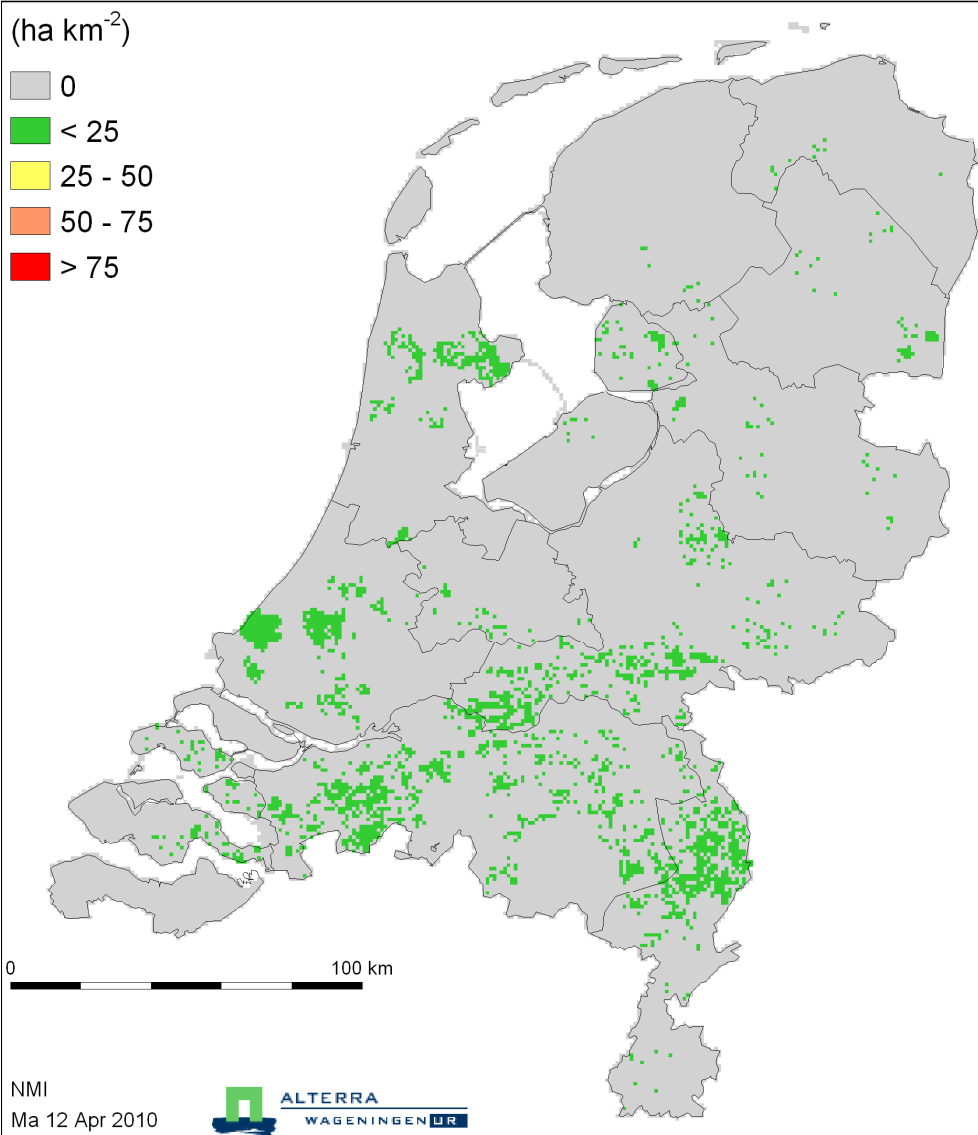 (ha km-2)
0
< 25
25 - 50
50 - 75
> 75
0 100 km
NMI
Ma 12 Apr 2010
ALTERRA
WAGENINGEN UR